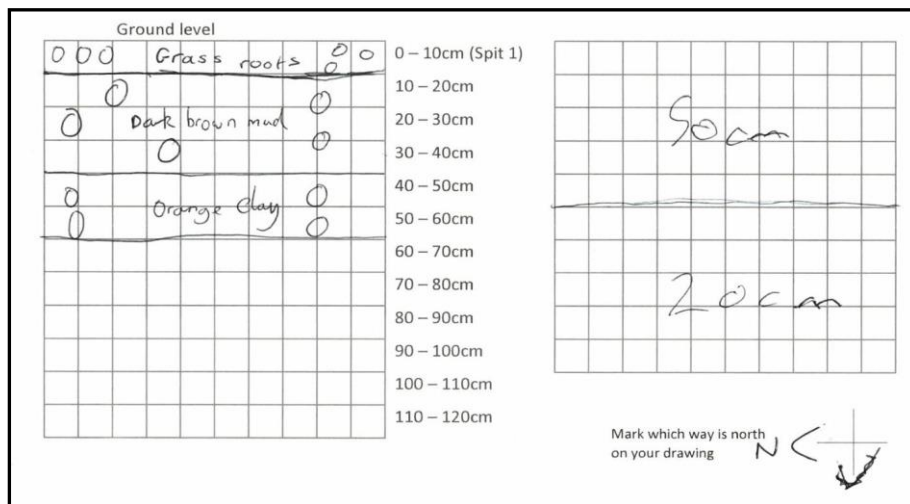 Ground level
Grass roots
0 – 10cm (Spit 1)
10 – 20cm
Dark brown mud
20 – 30cm
30 – 40cm
40 – 50cm
Orange clay
50 – 60cm
60 – 70cm
70 – 80cm
80 – 90cm
90 – 100cm
100 – 110cm
110 – 120cm
50cm
20cm
Mark which way is north
on your drawing
N